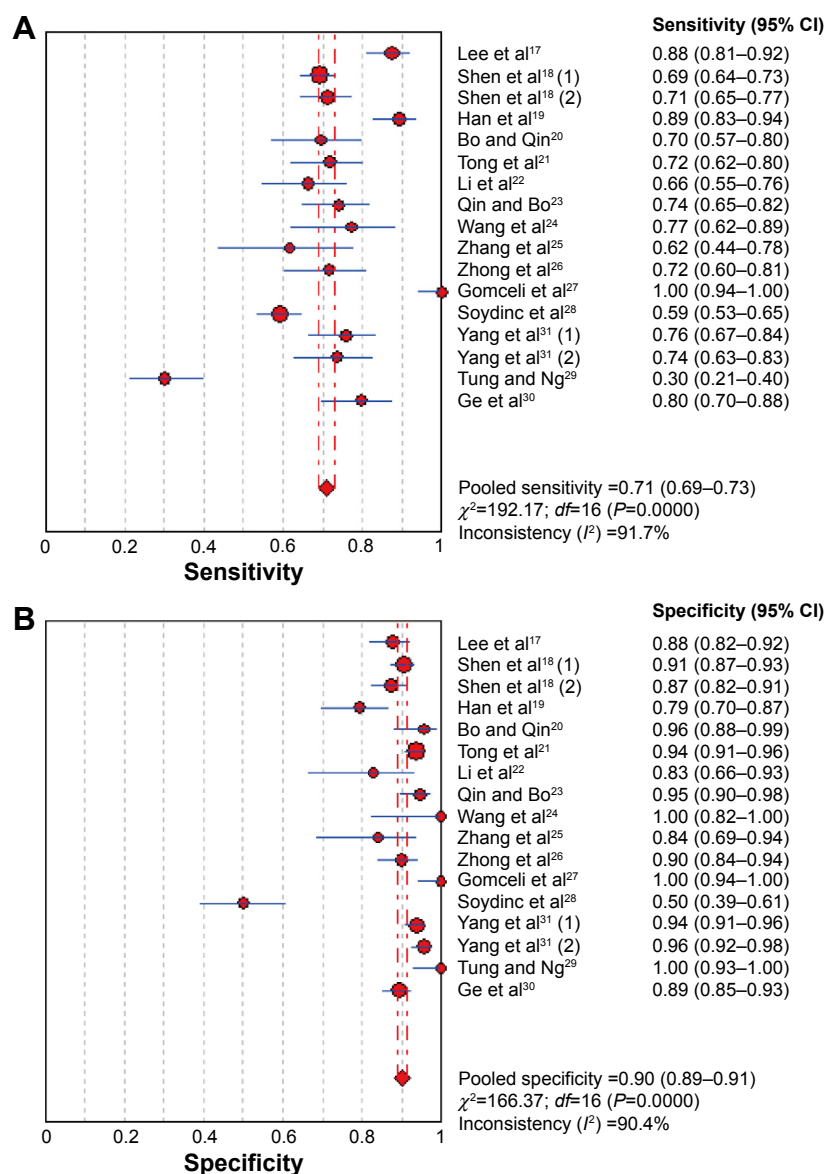 A
Sensitivity (95% CI)
Lee et al¹⁷ 0.88 (0.81–0.92)
Shen et al¹⁸ (1) 0.69 (0.64–0.73)
Shen et al¹⁸ (2) 0.71 (0.65–0.77)
Han et al¹⁹ 0.89 (0.83–0.94)
Bo and Qin²⁰ 0.70 (0.57–0.80)
Tong et al²¹ 0.72 (0.62–0.80)
Li et al²² 0.66 (0.55–0.76)
Qin and Bo²³ 0.74 (0.65–0.82)
Wang et al²⁴ 0.77 (0.62–0.89)
Zhang et al²⁵ 0.62 (0.44–0.78)
Zhong et al²⁶ 0.72 (0.60–0.81)
Gomceli et al²⁷ 1.00 (0.94–1.00)
Soydinc et al²⁸ 0.59 (0.53–0.65)
Yang et al³¹ (1) 0.76 (0.67–0.84)
Yang et al³¹ (2) 0.74 (0.63–0.83)
Tung and Ng²⁹ 0.30 (0.21–0.40)
Ge et al³⁰ 0.80 (0.70–0.88)
Pooled sensitivity =0.71 (0.69–0.73)
χ²=192.17; df=16 (P=0.0000)
Inconsistency (I²) =91.7%
0 0.2 0.4 0.6 0.8 1
Sensitivity
B
Specificity (95% CI)
Lee et al¹⁷ 0.88 (0.82–0.92)
Shen et al¹⁸ (1) 0.91 (0.87–0.93)
Shen et al¹⁸ (2) 0.87 (0.82–0.91)
Han et al¹⁹ 0.79 (0.70–0.87)
Bo and Qin²⁰ 0.96 (0.88–0.99)
Tong et al²¹ 0.94 (0.91–0.96)
Li et al²² 0.83 (0.66–0.93)
Qin and Bo²³ 0.95 (0.90–0.98)
Wang et al²⁴ 1.00 (0.82–1.00)
Zhang et al²⁵ 0.84 (0.69–0.94)
Zhong et al²⁶ 0.90 (0.84–0.94)
Gomceli et al²⁷ 1.00 (0.94–1.00)
Soydinc et al²⁸ 0.50 (0.39–0.61)
Yang et al³¹ (1) 0.94 (0.91–0.96)
Yang et al³¹ (2) 0.96 (0.92–0.98)
Tung and Ng²⁹ 1.00 (0.93–1.00)
Ge et al³⁰ 0.89 (0.85–0.93)
Pooled specificity =0.90 (0.89–0.91)
χ²=166.37; df=16 (P=0.0000)
Inconsistency (I²) =90.4%
0 0.2 0.4 0.6 0.8 1
Specificity